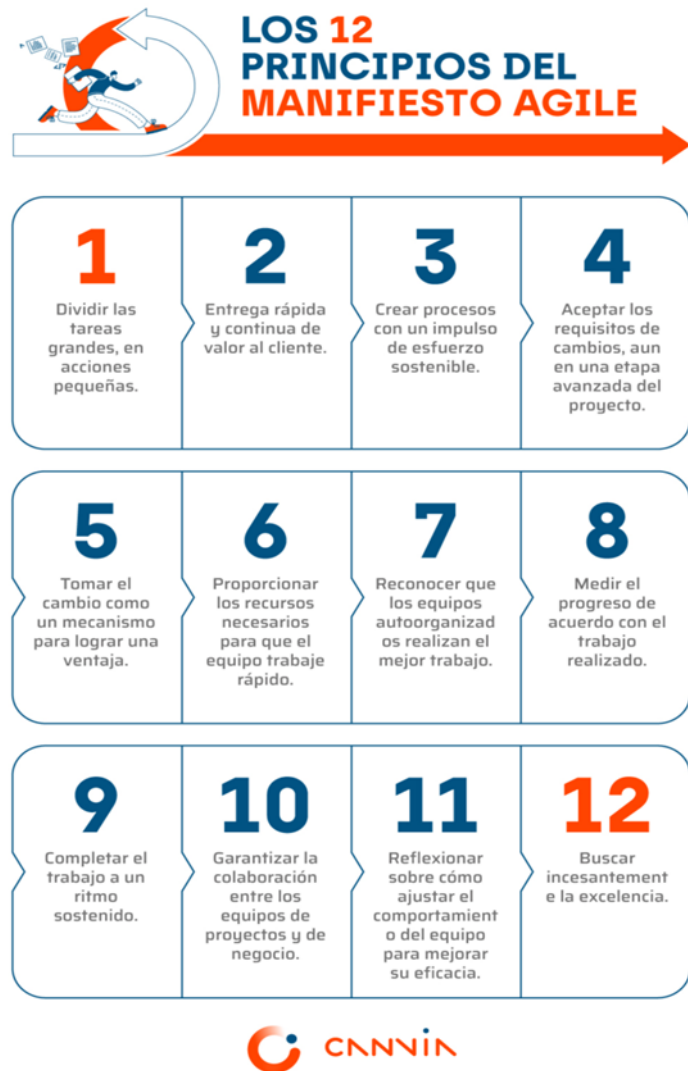 LOS 12
PRINCIPIOS DEL
MANIFIESTO AGILE
1
Dividir las
tareas
grandes, en
acciones
pequeñas.
2
Entrega rápida
y continua de
valor al cliente.
3
Crear procesos
con un impulso
de esfuerzo
sostenible.
4
Aceptar los
requisitos de
cambios, aun
en una etapa
avanzada del
proyecto.
5
Tomar el
cambio como
un mecanismo
para lograr una
ventaja.
6
Proporcionar
los recursos
necesarios
para que el
equipo trabaje
rápido.
7
Reconocer que
los equipos
autoorganizad
os realizan el
mejor trabajo.
8
Medir el
progreso de
acuerdo con el
trabajo
realizado.
9
Completar el
trabajo a un
ritmo
sostenido.
10
Garantizar la
colaboración
entre los
equipos de
proyectos y de
negocio.
11
Reflexionar
sobre cómo
ajustar el
comportamient
o del equipo
para mejorar
su eficacia.
12
Buscar
incesantement
e la excelencia.
CANVIA